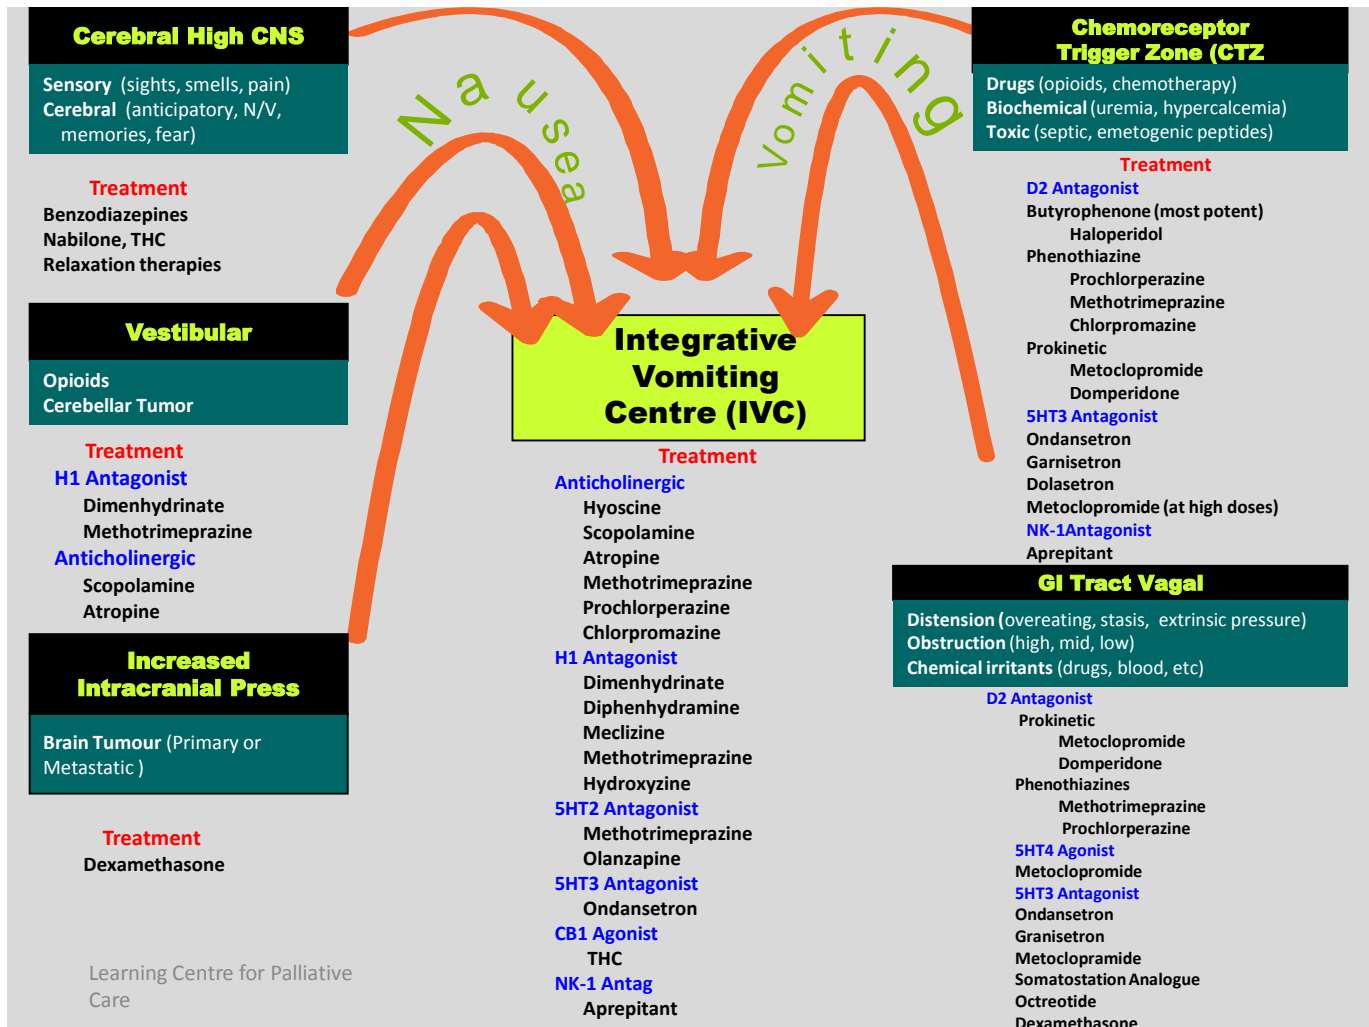 Cerebral High CNS
Sensory (sights, smells, pain)
Cerebral (anticipatory, N/V,
memories, fear)
Treatment
Benzodiazepines
Nabilone, THC
Relaxation therapies
Vestibular
Opioids
Cerebellar Tumor
Treatment
H1 Antagonist
Dimenhydrinate
Methotrimeprazine
Anticholinergic
Scopolamine
Atropine
Increased
Intracranial Press
Brain Tumour (Primary or
Metastatic )
Treatment
Dexamethasone
Learning Centre for Palliative
Care
Nausea
Vomiting
Integrative
Vomiting
Centre (IVC)
Treatment
Anticholinergic
Hyoscine
Scopolamine
Atropine
Methotrimeprazine
Prochlorperazine
Chlorpromazine
H1 Antagonist
Dimenhydrinate
Diphenhydramine
Meclizine
Methotrimeprazine
Hydroxyzine
5HT2 Antagonist
Methotrimeprazine
Olanzapine
5HT3 Antagonist
Ondansetron
CB1 Agonist
THC
NK-1 Antag
Aprepitant
Chemoreceptor
Trigger Zone (CTZ
Drugs (opioids, chemotherapy)
Biochemical (uremia, hypercalcemia)
Toxic (septic, emetogenic peptides)
Treatment
D2 Antagonist
Butyrophenone (most potent)
Haloperidol
Phenothiazine
Prochlorperazine
Methotrimeprazine
Chlorpromazine
Prokinetic
Metoclopromide
Domperidone
5HT3 Antagonist
Ondansetron
Garnisetron
Dolasetron
Metoclopromide (at high doses)
NK-1Antagonist
Aprepitant
GI Tract Vagal
Distension (overeating, stasis, extrinsic pressure)
Obstruction (high, mid, low)
Chemical irritants (drugs, blood, etc)
D2 Antagonist
Prokinetic
Metoclopromide
Domperidone
Phenothiazines
Methotrimeprazine
Prochlorperazine
5HT4 Agonist
Metoclopromide
5HT3 Antagonist
Ondansetron
Granisetron
Metoclopramide
Somatostation Analogue
Octreotide
Dexamethasone